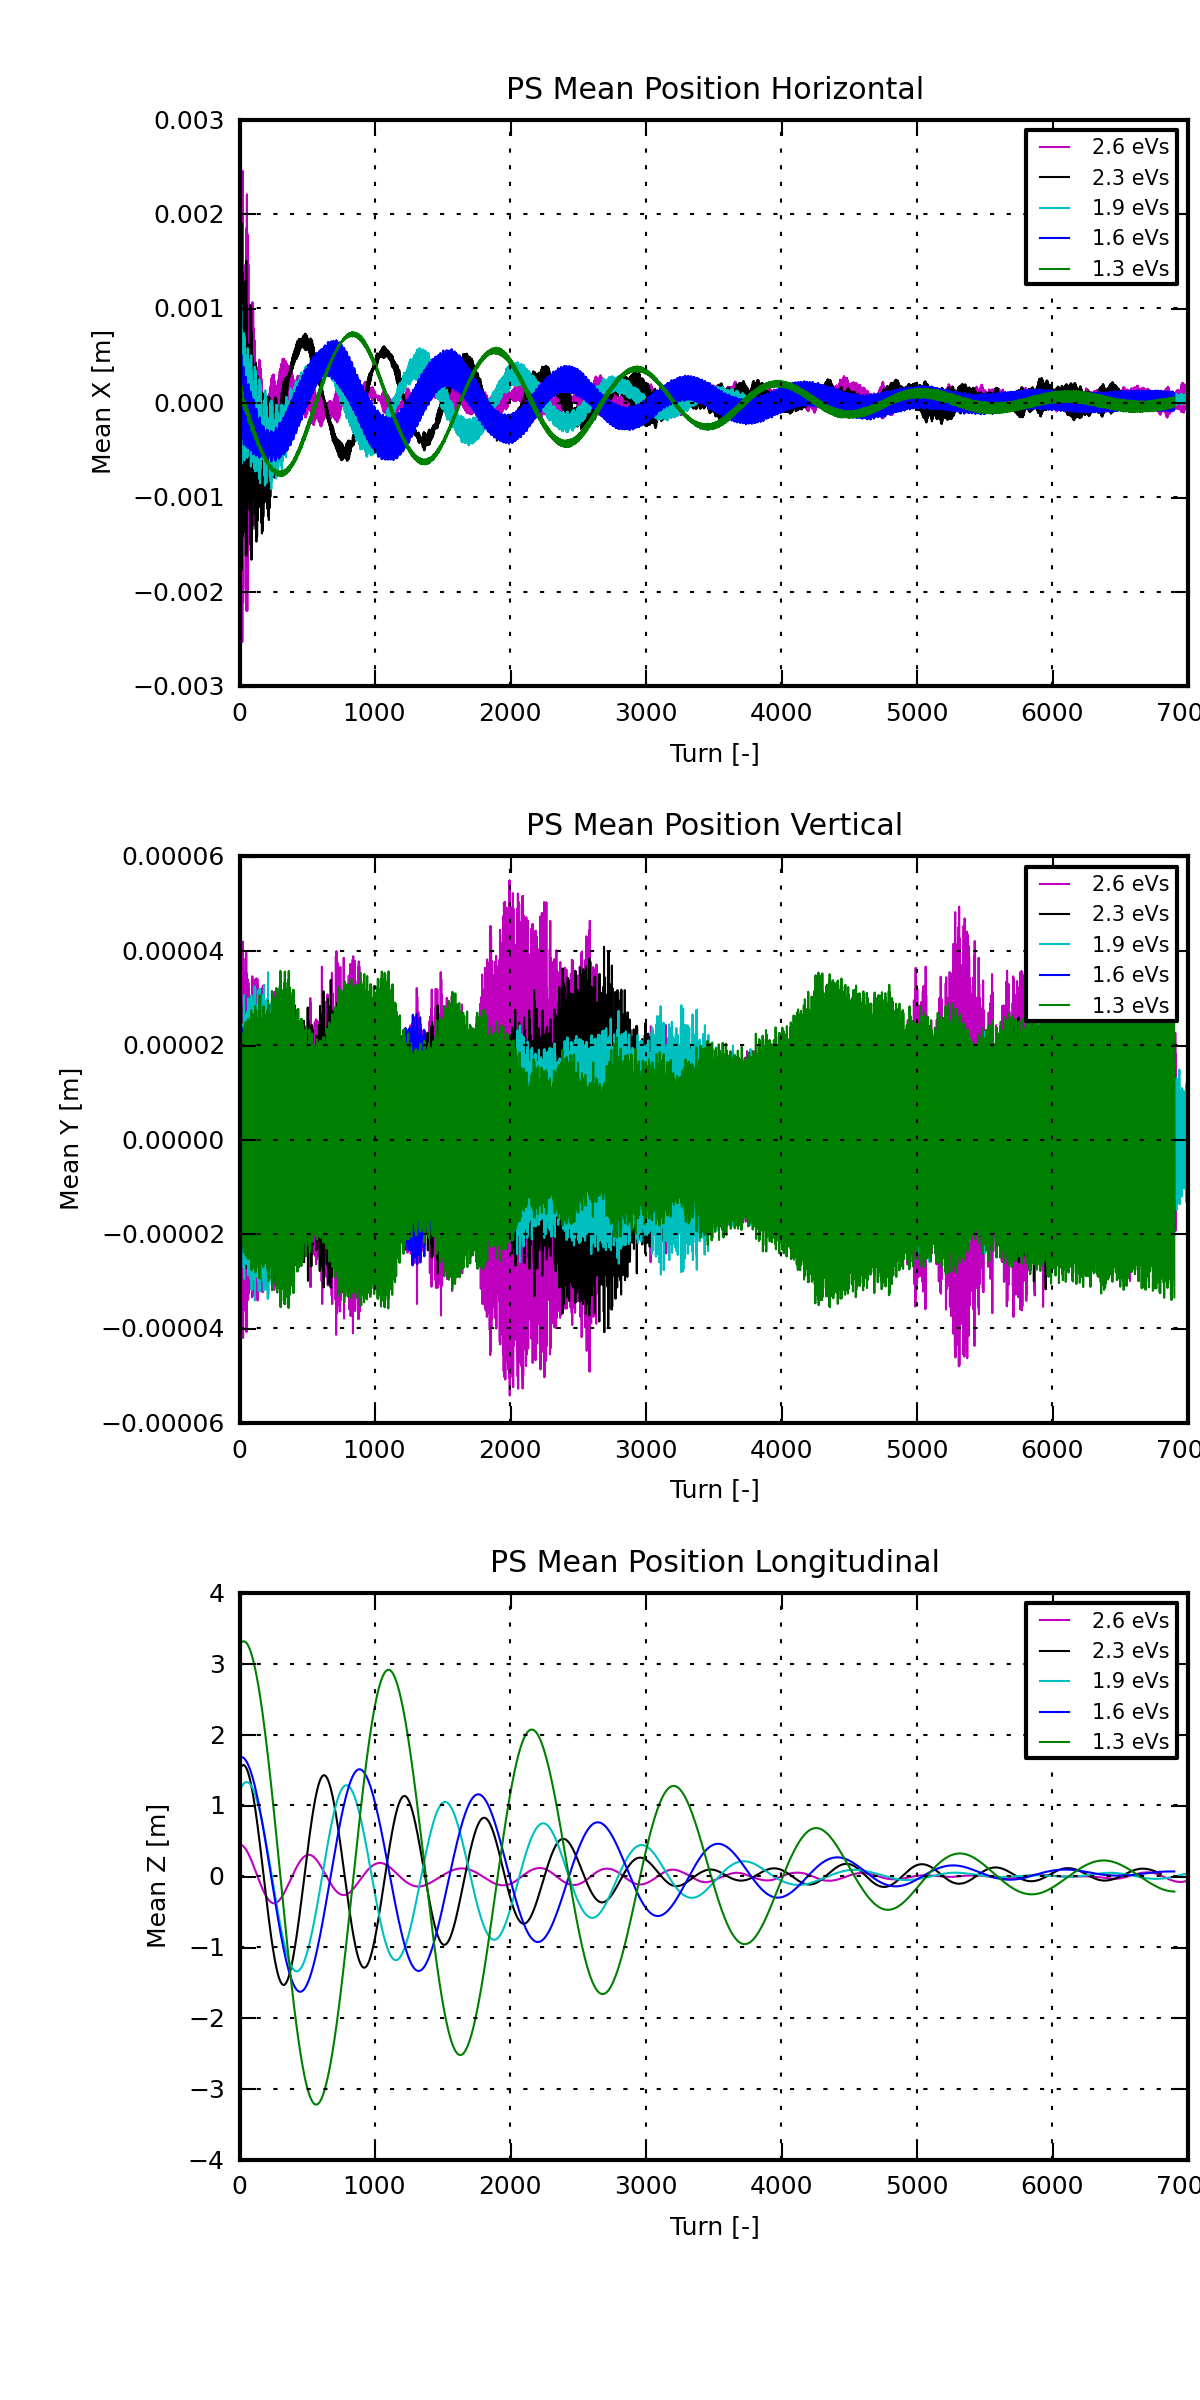 PS Mean Position Horizontal
0.003
0.002
0.001
0.000
−0.001
−0.002
−0.003
Mean X [m]
2.6 eVs
2.3 eVs
1.9 eVs
1.6 eVs
1.3 eVs
0 1000 2000 3000 4000 5000 6000 700
Turn [-]
PS Mean Position Vertical
0.00006
0.00004
0.00002
0.00000
−0.00002
−0.00004
−0.00006
Mean Y [m]
2.6 eVs
2.3 eVs
1.9 eVs
1.6 eVs
1.3 eVs
0 1000 2000 3000 4000 5000 6000 700
Turn [-]
PS Mean Position Longitudinal
4
3
2
1
0
−1
−2
−3
−4
Mean Z [m]
2.6 eVs
2.3 eVs
1.9 eVs
1.6 eVs
1.3 eVs
0 1000 2000 3000 4000 5000 6000 700
Turn [-]